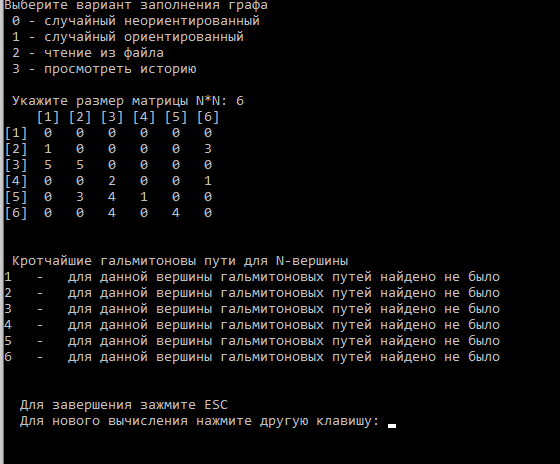 Выберите вариант заполнения графа
0 - случайный неориентированный
1 - случайный ориентированный
2 - чтение из файла
3 - просмотреть историю
Укажите размер матрицы N*N: 6
[1] [2] [3] [4] [5] [6]
[1] 0 0 0 0 0 0
[2] 1 0 0 0 0 3
[3] 5 5 0 0 0 0
[4] 0 0 2 0 0 1
[5] 0 3 4 1 0 0
[6] 0 0 4 0 4 0
Кротчайшие гальмитоновы пути для N-вершины
1 - для данной вершины гальмитоновых путей найдено не было
2 - для данной вершины гальмитоновых путей найдено не было
3 - для данной вершины гальмитоновых путей найдено не было
4 - для данной вершины гальмитоновых путей найдено не было
5 - для данной вершины гальмитоновых путей найдено не было
6 - для данной вершины гальмитоновых путей найдено не было
Для завершения зажмите ESC
Для нового вычисления нажмите другую клавишу: